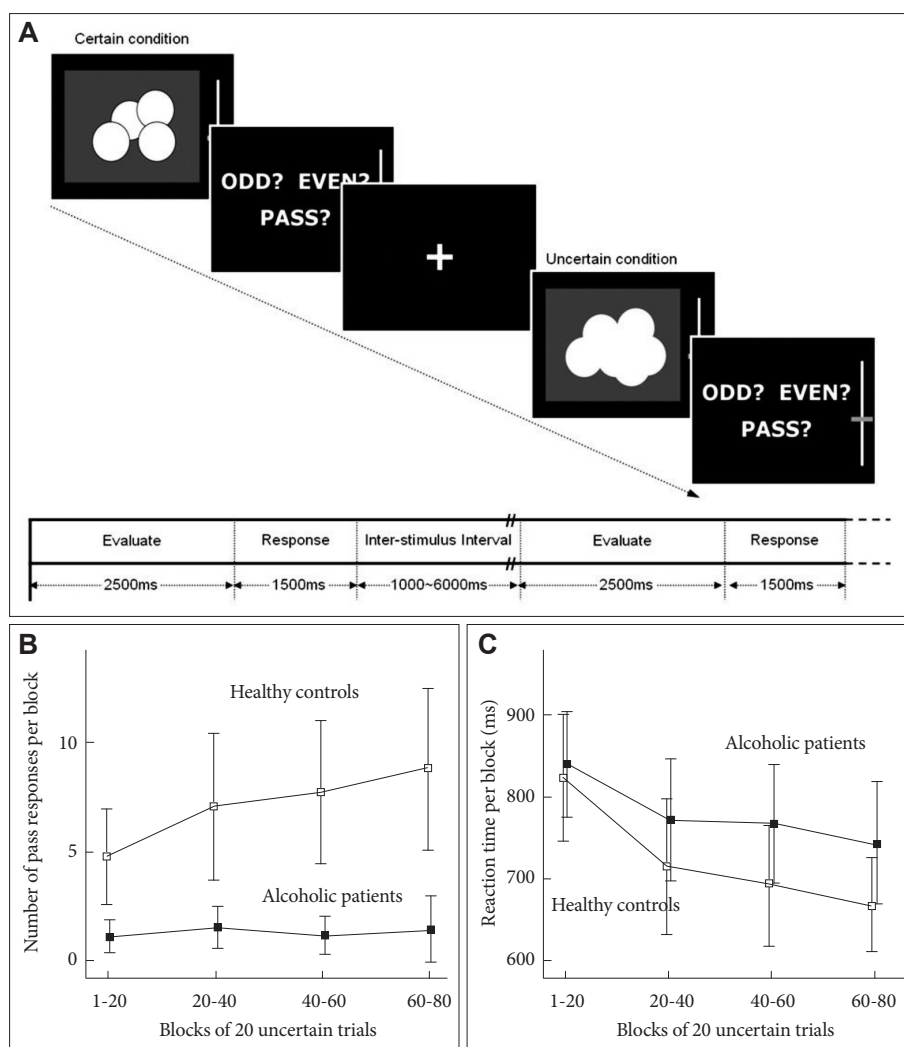 A
Certain condition
ODD? EVEN?
PASS?
+
Uncertain condition
ODD? EVEN?
PASS?
Evaluate Response Inter-stimulus Interval Evaluate Response
2500ms 1500ms 1000~6000ms 2500ms 1500ms
B
Number of pass responses per block
10
5
0
Healthy controls
Alcoholic patients
1-20 20-40 40-60 60-80
Blocks of 20 uncertain trials
C
Reaction time per block (ms)
900
800
700
600
Alcoholic patients
Healthy controls
1-20 20-40 40-60 60-80
Blocks of 20 uncertain trials